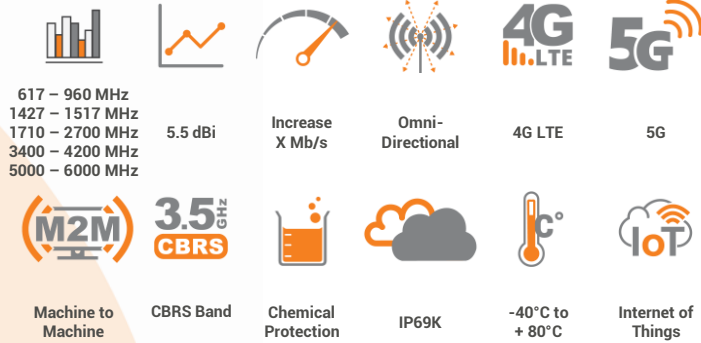 4G
LTE
5G
617 – 960 MHz
1427 – 1517 MHz
1710 – 2700 MHz
3400 – 4200 MHz
5000 – 6000 MHz
5.5 dBi
Increase
X Mb/s
Omni-
Directional
4G LTE
5G
M2M
3.5 GHz
CBRS
C°
IoT
Machine to
Machine
CBRS Band
Chemical
Protection
IP69K
-40°C to
+ 80°C
Internet of
Things